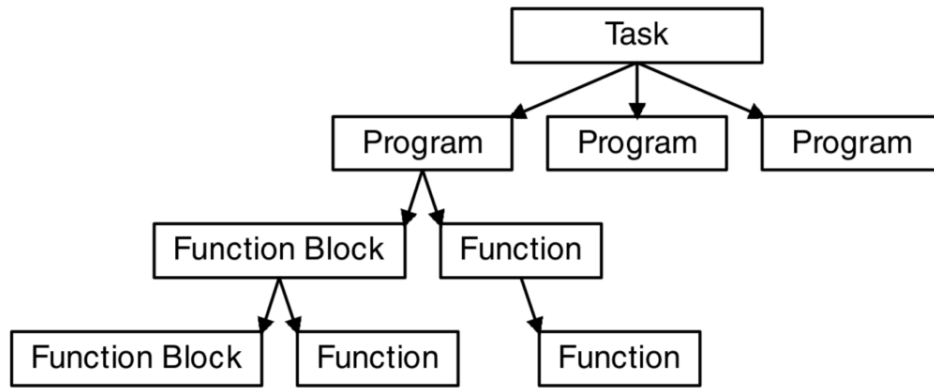 Task
Program
Program
Program
Function Block
Function
Function Block
Function
Function